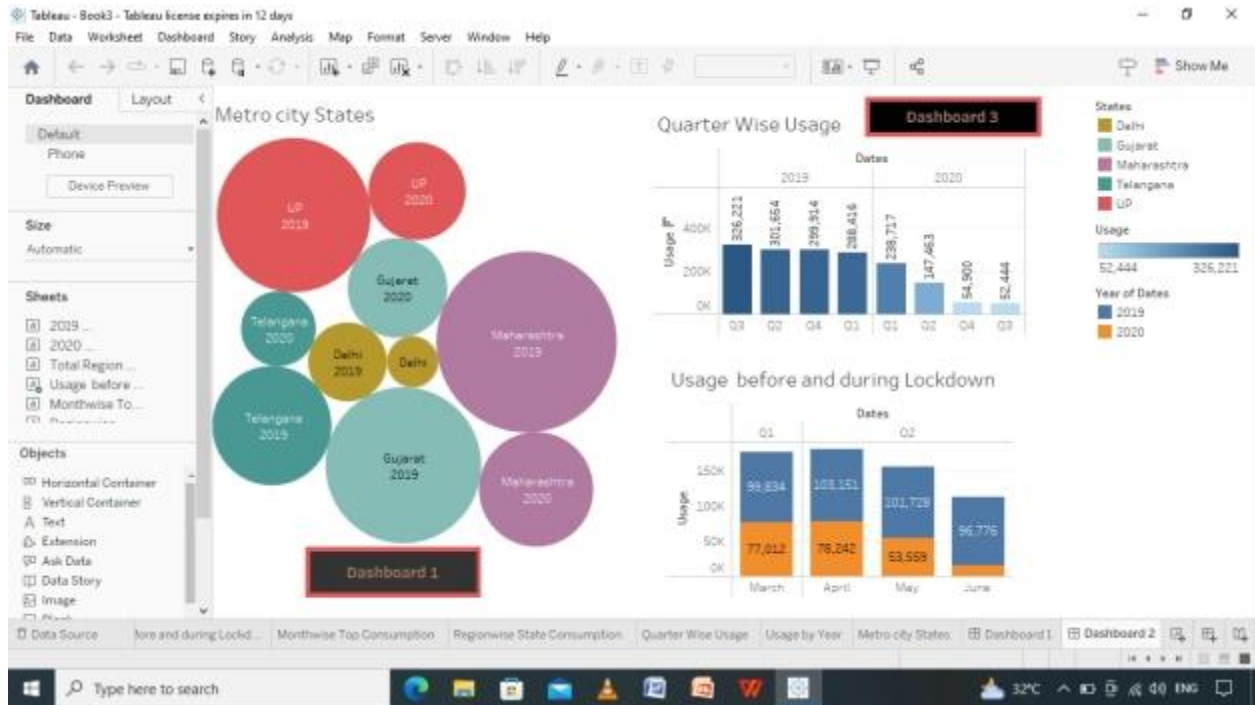 Tableau - Book3 - Tableau license expires in 12 days
File Data Worksheet Dashboard Story Analysis Map Format Server Window Help
Show Me
Dashboard Layout
Default
Phone
Device Preview
Size
Automatic
Sheets
2019 ...
2020 ...
Total Region ...
Usage before ...
Monthwise To...
Objects
Horizontal Container
Vertical Container
Text
Extension
Ask Data
Data Story
Image
Metro city States
UP
2019
UP
2020
Gujarat
2020
Telangana
2020
Delhi
2019
Delhi
Maharashtra
2019
Telangana
2019
Gujarat
2019
Maharashtra
2020
Dashboard 1
Quarter Wise Usage
Dashboard 3
Dates
2019 2020
Usage
400K
200K
0K
326,221 301,664 299,914 288,416 238,717 147,463 54,900 52,444
Q3 Q2 Q4 Q1 Q1 Q2 Q4 Q3
Usage before and during Lockdown
Dates
Q1 Q2
Usage
150K
100K
50K
0K
99,834 103,151 101,729 96,776
77,012 78,242 53,559
March April May June
States
Delhi
Gujarat
Maharashtra
Telangana
UP
Usage
52,444 326,221
Year of Dates
2019
2020
Data Source fore and during Lockd... Monthwise Top Consumption Regionwise State Consumption Quarter Wise Usage Usage by Year Metro city States Dashboard 1 Dashboard 2
Type here to search
32°C ENG